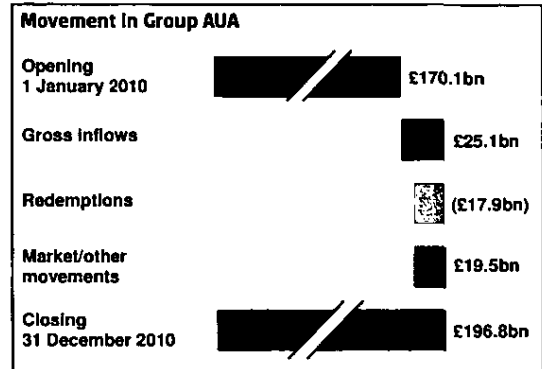 Movement in Group AUA
Opening
1 January 2010
£170.1bn
Gross inflows
£25.1bn
Redemptions
(£17.9bn)
Market/other
movements
£19.5bn
Closing
31 December 2010
£196.8bn